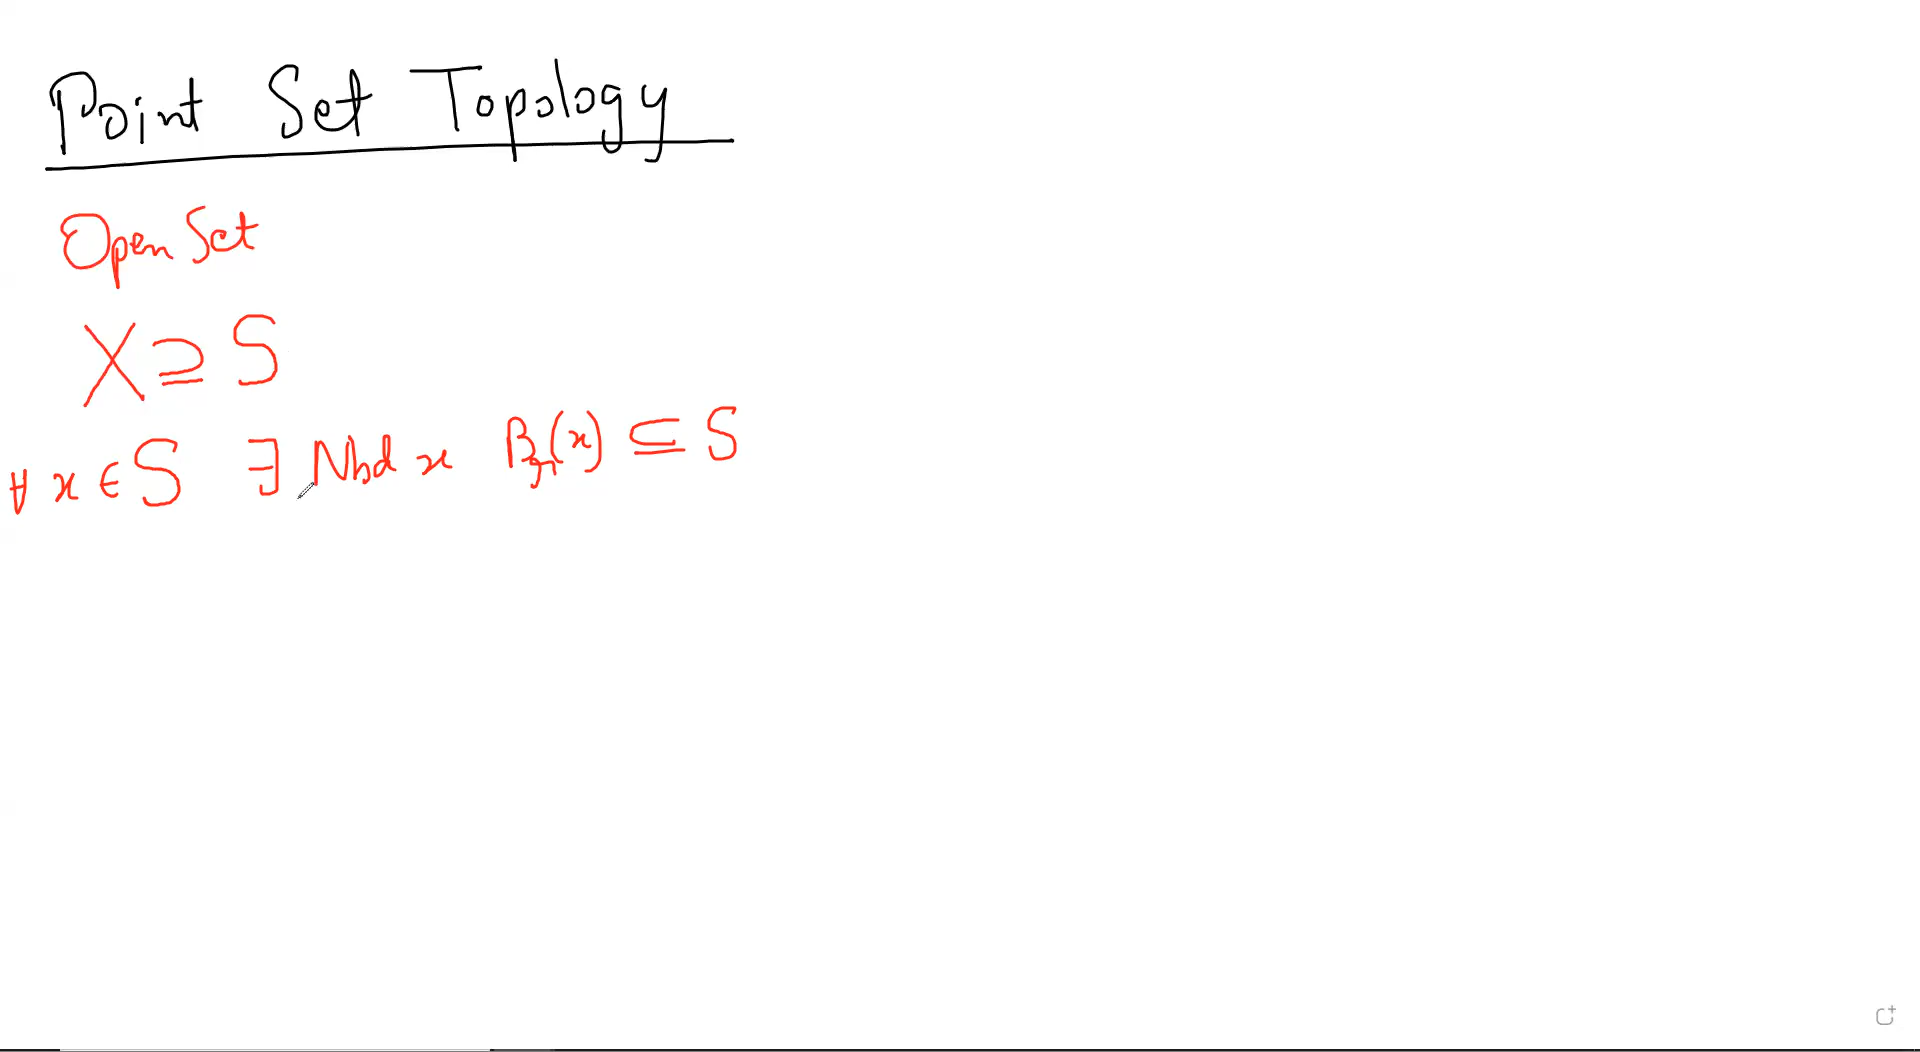 Point Set Topology
Open Set
X ⊇ S
∀ x ∈ S ∃ Nbd x B_r(x) ⊆ S